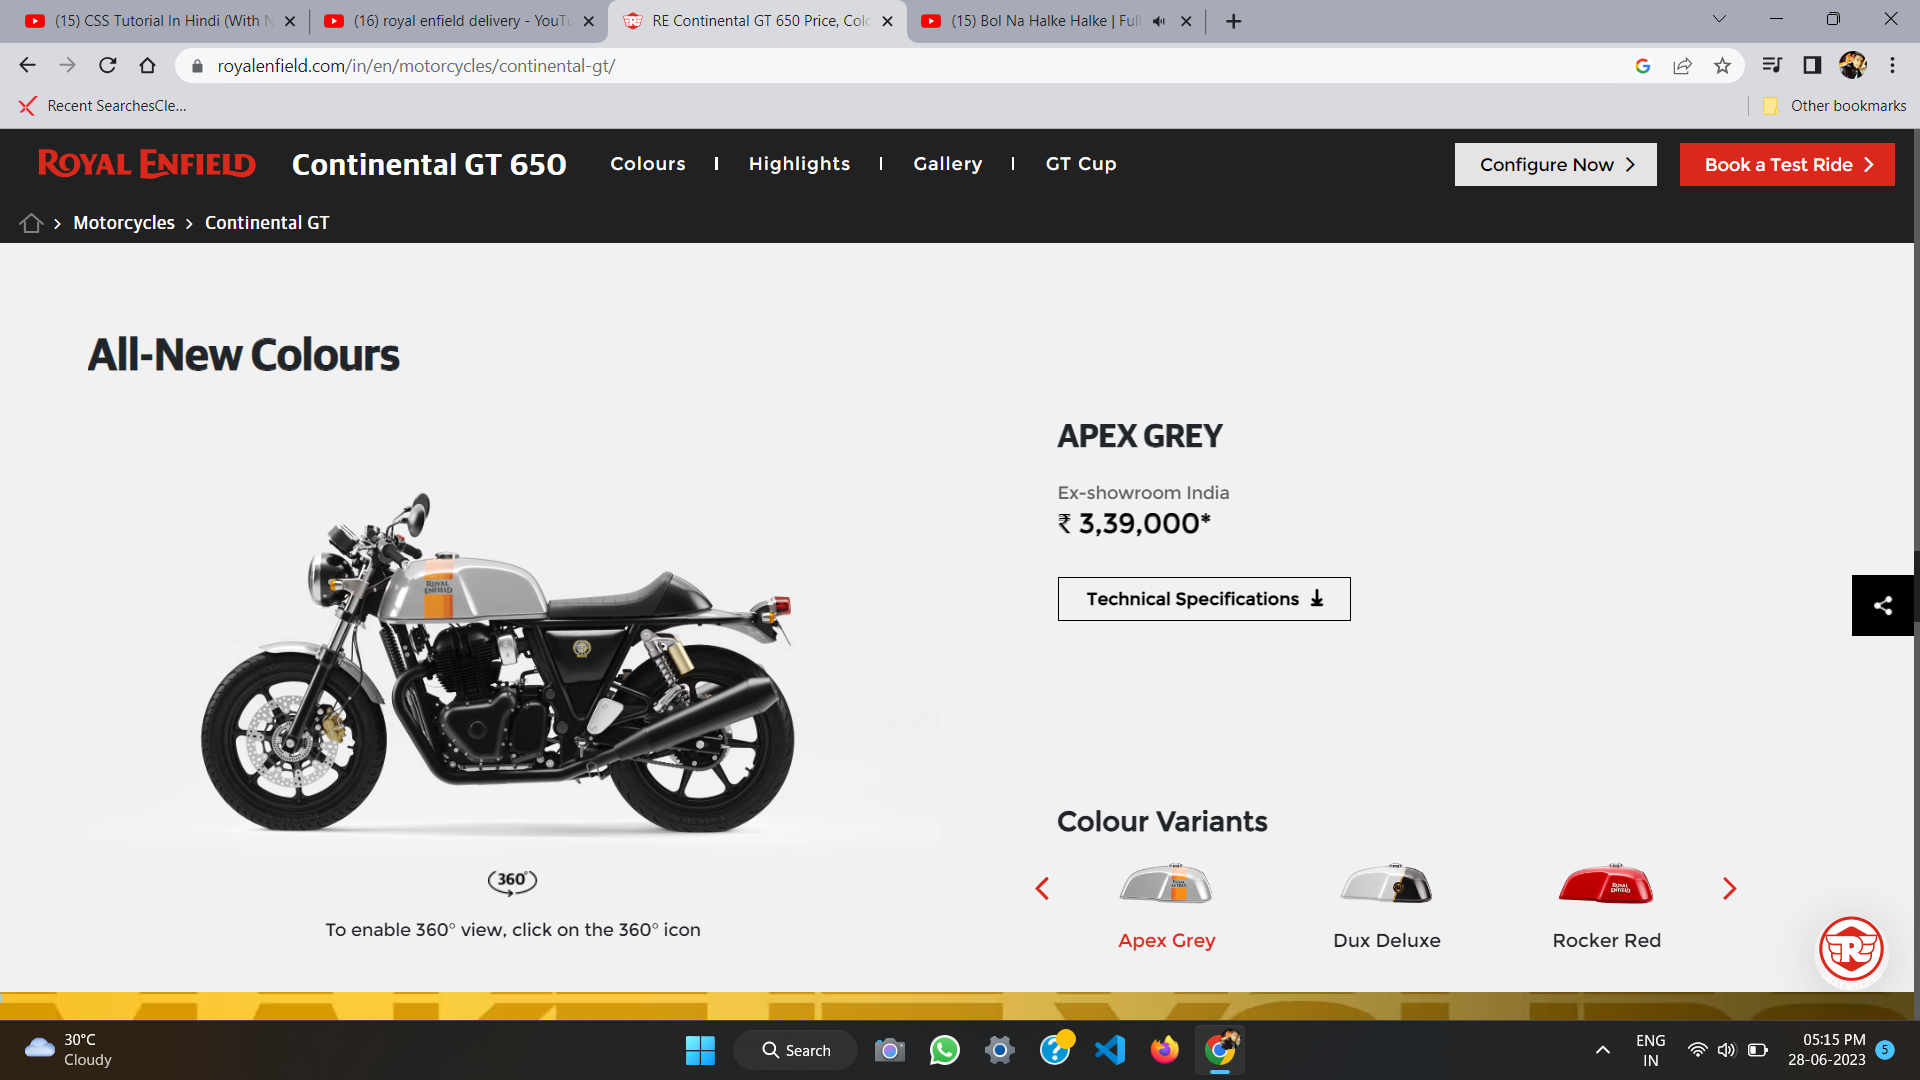 (15) CSS Tutorial In Hindi (With N
(16) royal enfield delivery - YouTu
RE Continental GT 650 Price, Colo
(15) Bol Na Halke Halke | Full
royalenfield.com/in/en/motorcycles/continental-gt/
Recent SearchesCle...
Other bookmarks
ROYAL ENFIELD
Continental GT 650
Colours | Highlights | Gallery | GT Cup
Configure Now >
Book a Test Ride >
> Motorcycles > Continental GT
All-New Colours
APEX GREY
Ex-showroom India
₹ 3,39,000*
Technical Specifications
ROYAL ENFIELD
360°
To enable 360° view, click on the 360° icon
Colour Variants
Apex Grey
Dux Deluxe
Rocker Red
30°C
Cloudy
Search
ENG
IN
05:15 PM
28-06-2023
5